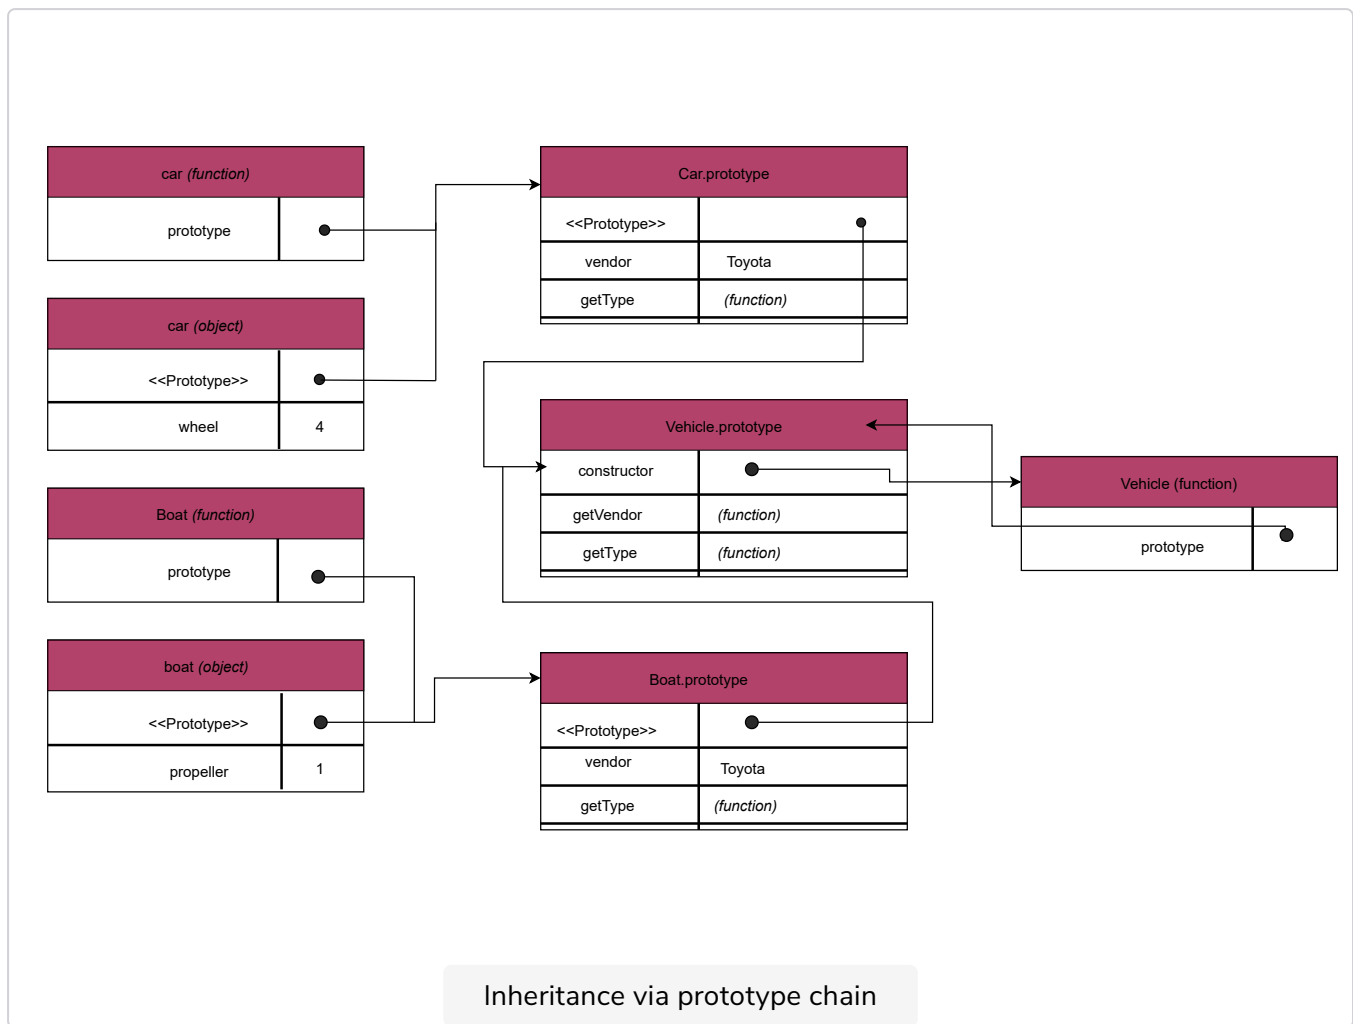 car (function)
prototype
car (object)
<<Prototype>>
wheel 4
Boat (function)
prototype
boat (object)
<<Prototype>>
propeller 1
Car.prototype
<<Prototype>>
vendor Toyota
getType (function)
Vehicle.prototype
constructor
getVendor (function)
getType (function)
Boat.prototype
<<Prototype>>
vendor Toyota
getType (function)
Vehicle (function)
prototype
Inheritance via prototype chain